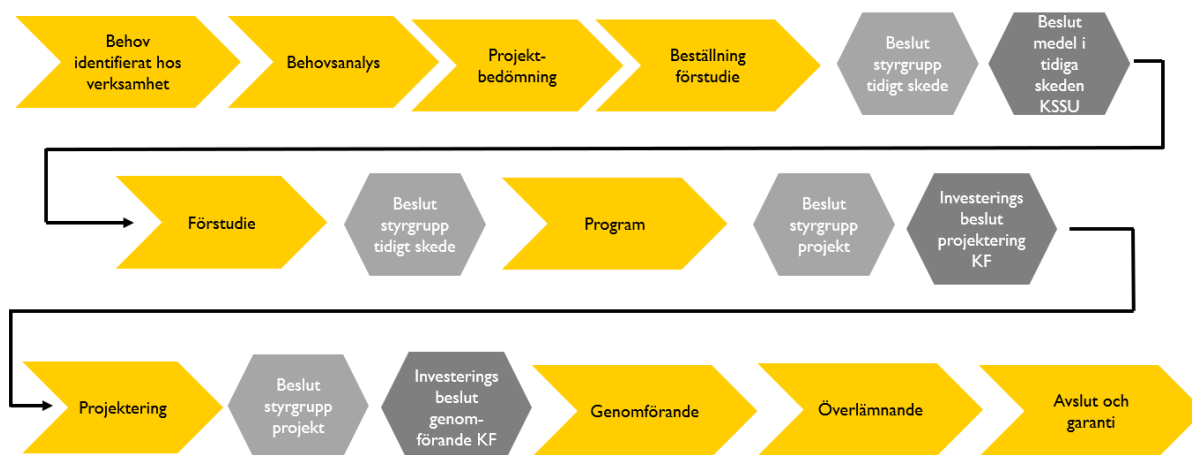 Behov
identifierat hos
verksamhet
Behovsanalys
Projekt-
bedömning
Beställning
förstudie
Beslut
styrgrupp
tidigt skede
Beslut
medel i
tidiga
skeden
KSSU
Förstudie
Beslut
styrgrupp
tidigt skede
Program
Beslut
styrgrupp
projekt
Investerings
beslut
projektering
KF
Projektering
Beslut
styrgrupp
projekt
Investerings
beslut
genom-
förande KF
Genomförande
Överlämnande
Avslut och
garanti